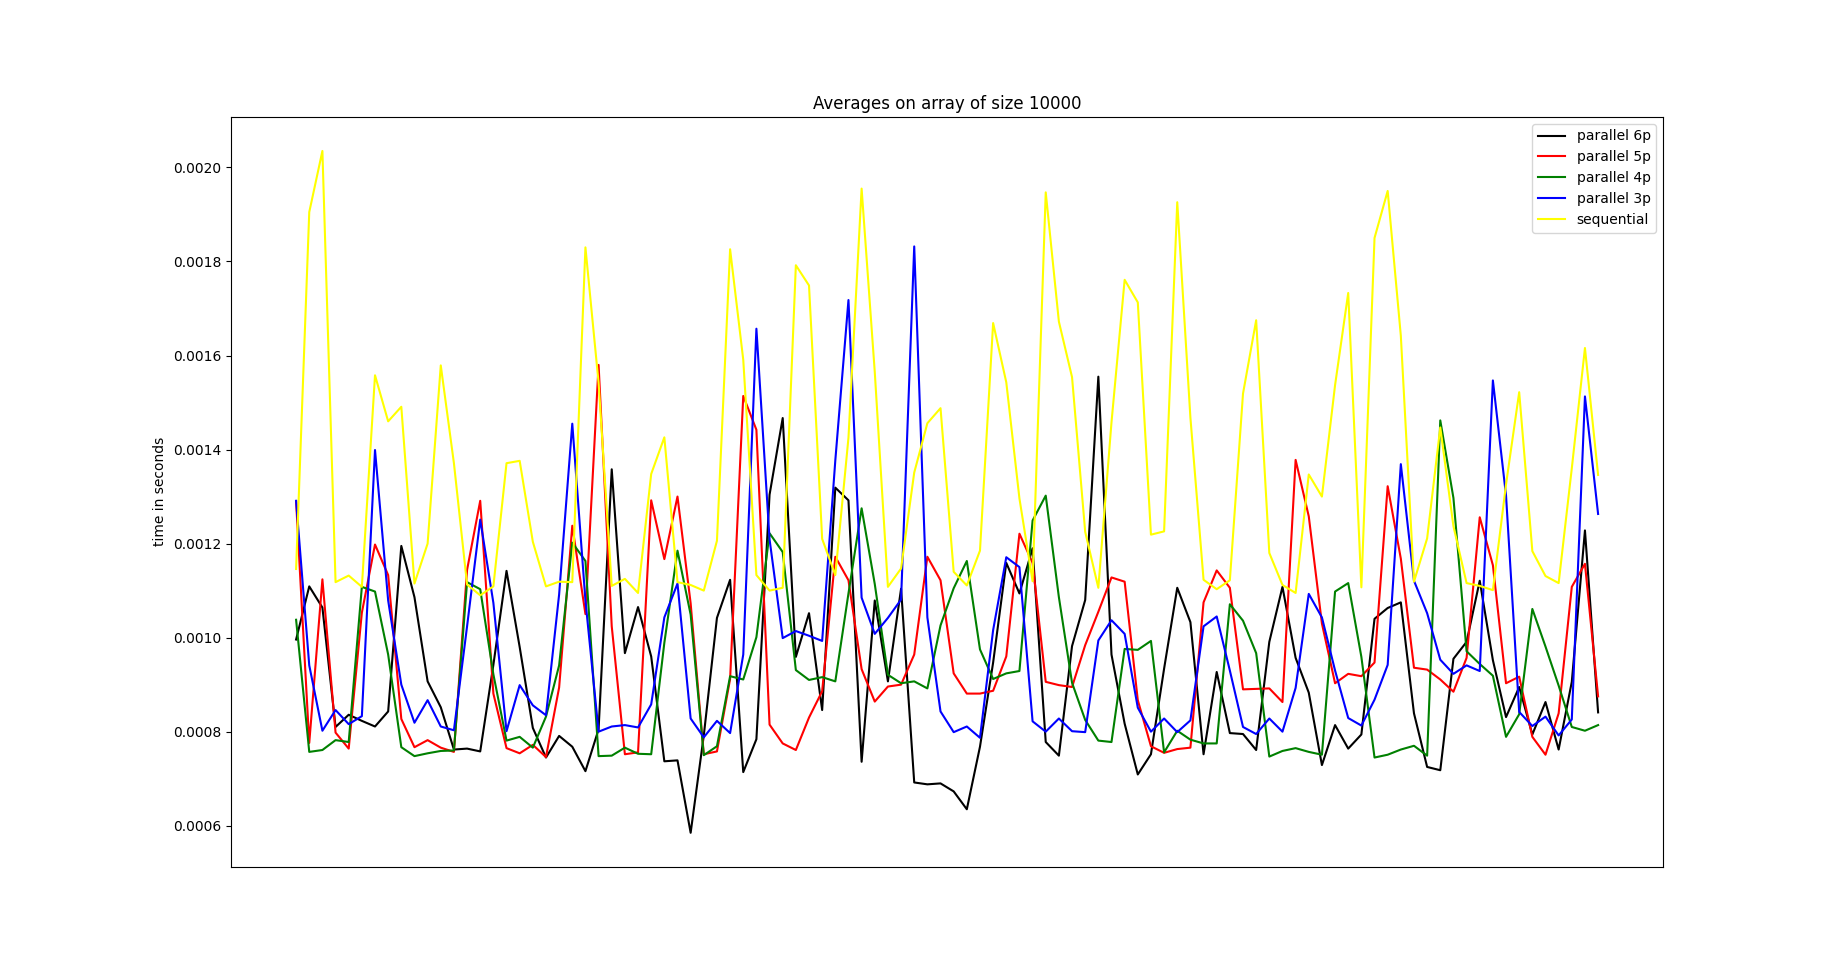 Averages on array of size 10000
parallel 6p
parallel 5p
parallel 4p
parallel 3p
sequential
0.0020
0.0018
0.0016
0.0014
0.0012
0.0010
0.0008
0.0006
time in seconds